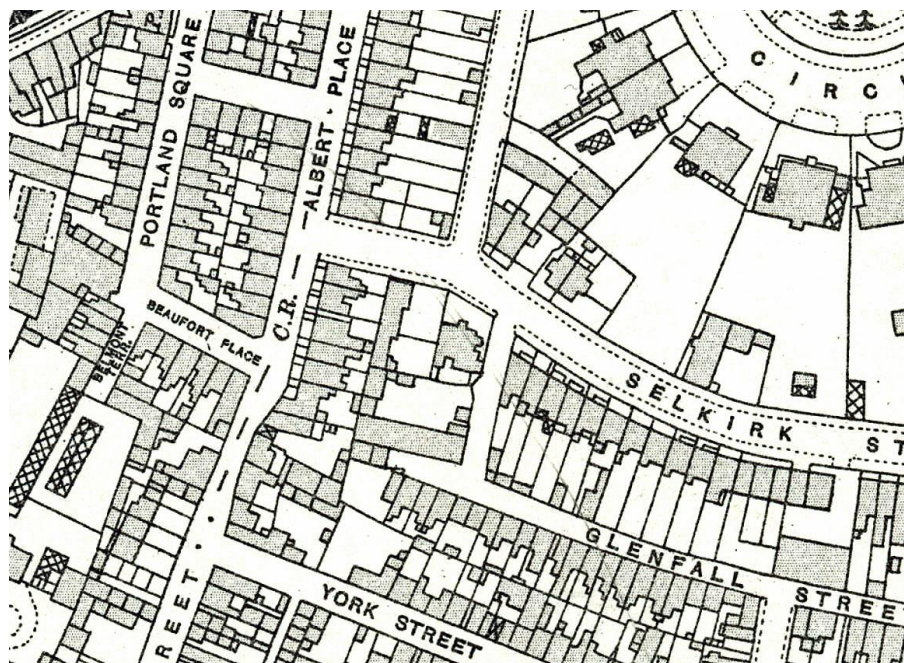 P.
PORTLAND SQUARE
ALBERT PLACE
CIRC
BEAUFORT PLACE
C.R.
BELMONT
TERR.
SELKIRK ST
GLENFALL STREE
YORK STREET
REET